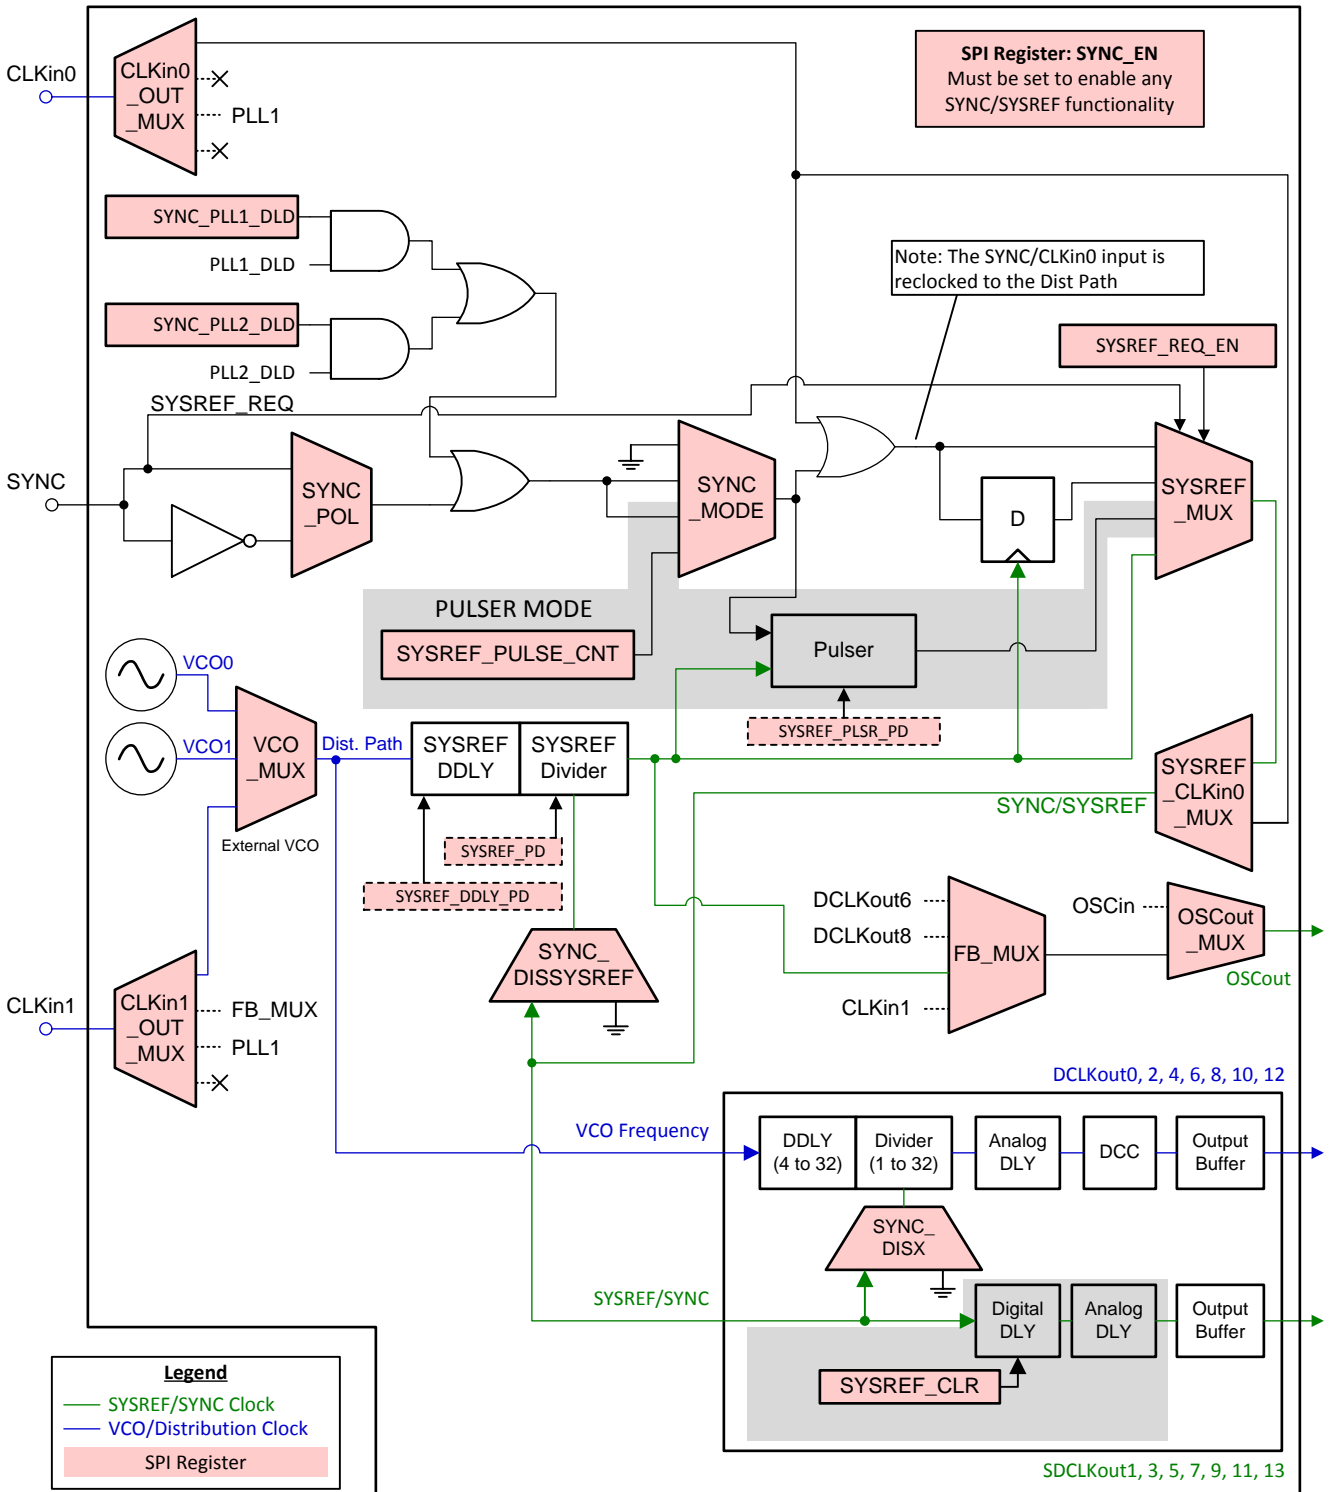 CLKin0
CLKin0
_OUT
_MUX
PLL1
SPI Register: SYNC_EN
Must be set to enable any
SYNC/SYSREF functionality
SYNC_PLL1_DLD
PLL1_DLD
SYNC_PLL2_DLD
PLL2_DLD
Note: The SYNC/CLKin0 input is
reclocked to the Dist Path
SYSREF_REQ_EN
SYSREF_REQ
SYNC
SYNC
_POL
SYNC
_MODE
D
SYSREF
_MUX
PULSER MODE
SYSREF_PULSE_CNT
Pulser
SYSREF_PLSR_PD
VCO0
VCO1
VCO
_MUX
External VCO
Dist. Path
SYSREF
DDLY
SYSREF
Divider
SYSREF_PD
SYSREF_DDLY_PD
SYNC/SYSREF
SYSREF
_CLKin0
_MUX
SYNC_
DISSYSREF
DCLKout6
DCLKout8
CLKin1
FB_MUX
OSCin
OSCout
_MUX
OSCout
CLKin1
CLKin1
_OUT
_MUX
FB_MUX
PLL1
DCLKout0, 2, 4, 6, 8, 10, 12
VCO Frequency
DDLY
(4 to 32)
Divider
(1 to 32)
Analog
DLY
DCC
Output
Buffer
SYNC_
DISX
SYSREF/SYNC
Digital
DLY
Analog
DLY
Output
Buffer
SYSREF_CLR
SDCLKout1, 3, 5, 7, 9, 11, 13
Legend
SYSREF/SYNC Clock
VCO/Distribution Clock
SPI Register